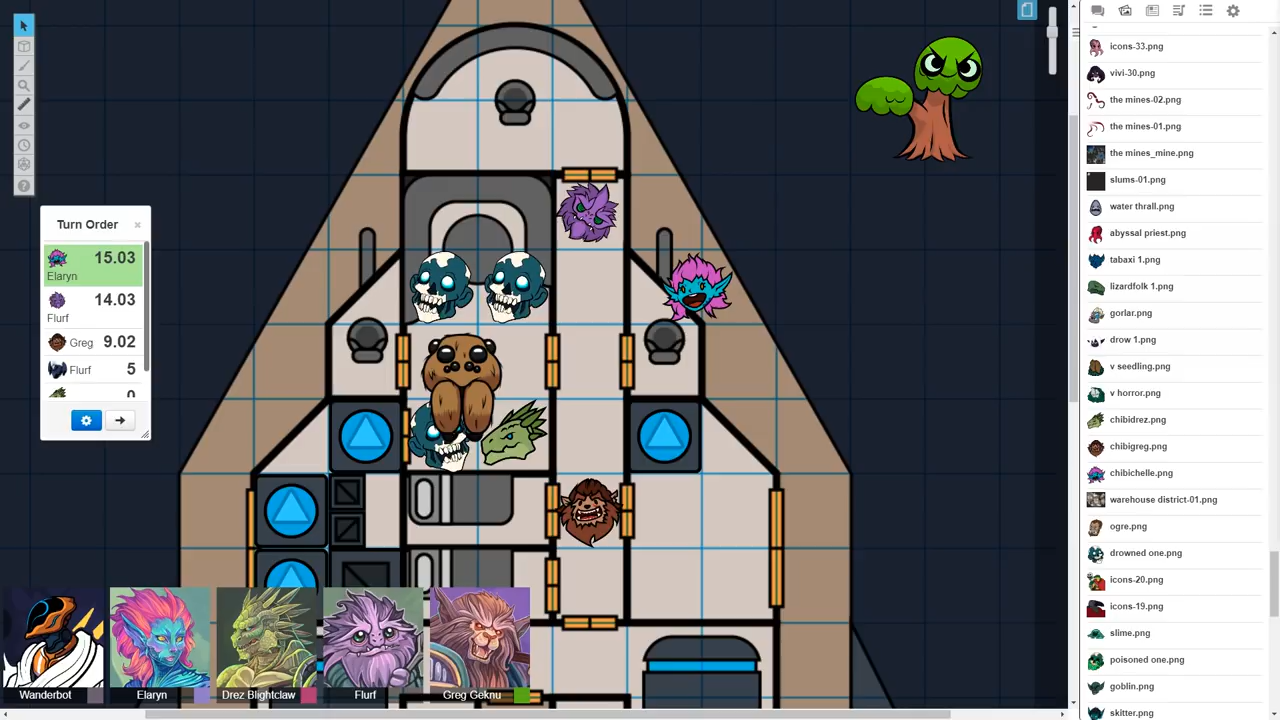 Turn Order ×
15.03
Elaryn
14.03
Flurf
Greg 9.02
Flurf 5
0
Wanderbot
Elaryn
Drez Blightclaw
Flurf
Greg Geknu
icons-33.png
vivi-30.png
the mines-02.png
the mines-01.png
the mines_mine.png
slums-01.png
water thrall.png
abyssal priest.png
tabaxi 1.png
lizardfolk 1.png
gorlar.png
drow 1.png
v seedling.png
v horror.png
chibidrez.png
chibigreg.png
chibichelle.png
warehouse district-01.png
ogre.png
drowned one.png
icons-20.png
icons-19.png
slime.png
poisoned one.png
goblin.png
skitter.png